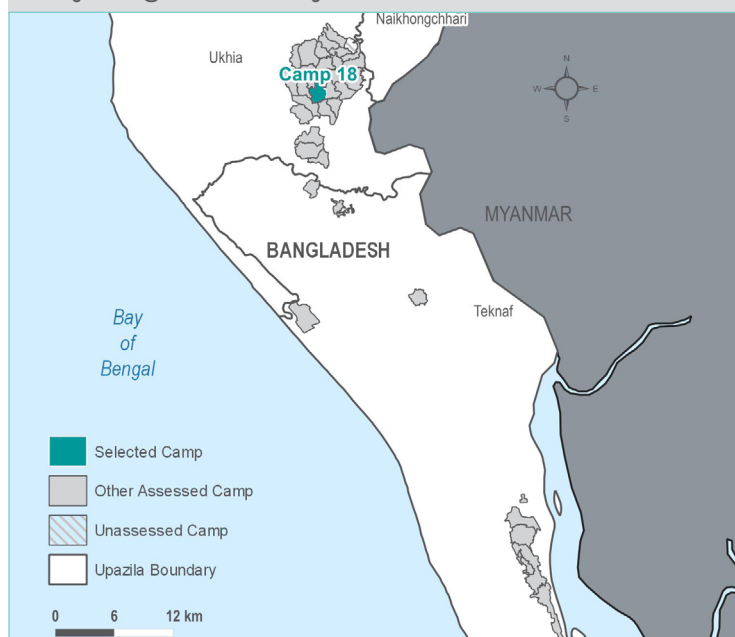 Naikhongchhari
Ukhia
Camp 18
N
W E
S
MYANMAR
BANGLADESH
Teknaf
Bay
of
Bengal
Selected Camp
Other Assessed Camp
Unassessed Camp
Upazila Boundary
0 6 12 km